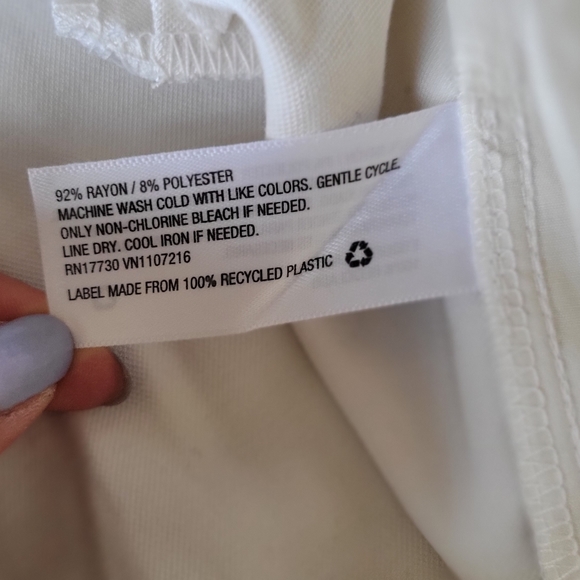 92% RAYON / 8% POLYESTER
MACHINE WASH COLD WITH LIKE COLORS. GENTLE CYCLE.
ONLY NON-CHLORINE BLEACH IF NEEDED.
LINE DRY. COOL IRON IF NEEDED.
RN17730 VN1107216
LABEL MADE FROM 100% RECYCLED PLASTIC